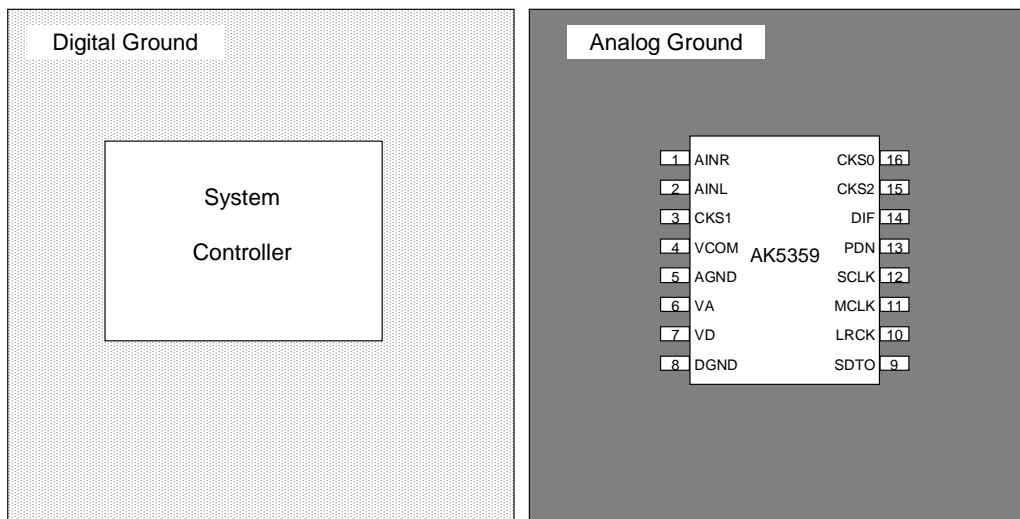 Digital Ground
System
Controller
Analog Ground
1 AINR CKS0 16
2 AINL CKS2 15
3 CKS1 DIF 14
4 VCOM PDN 13
AK5359
5 AGND SCLK 12
6 VA MCLK 11
7 VD LRCK 10
8 DGND SDTO 9